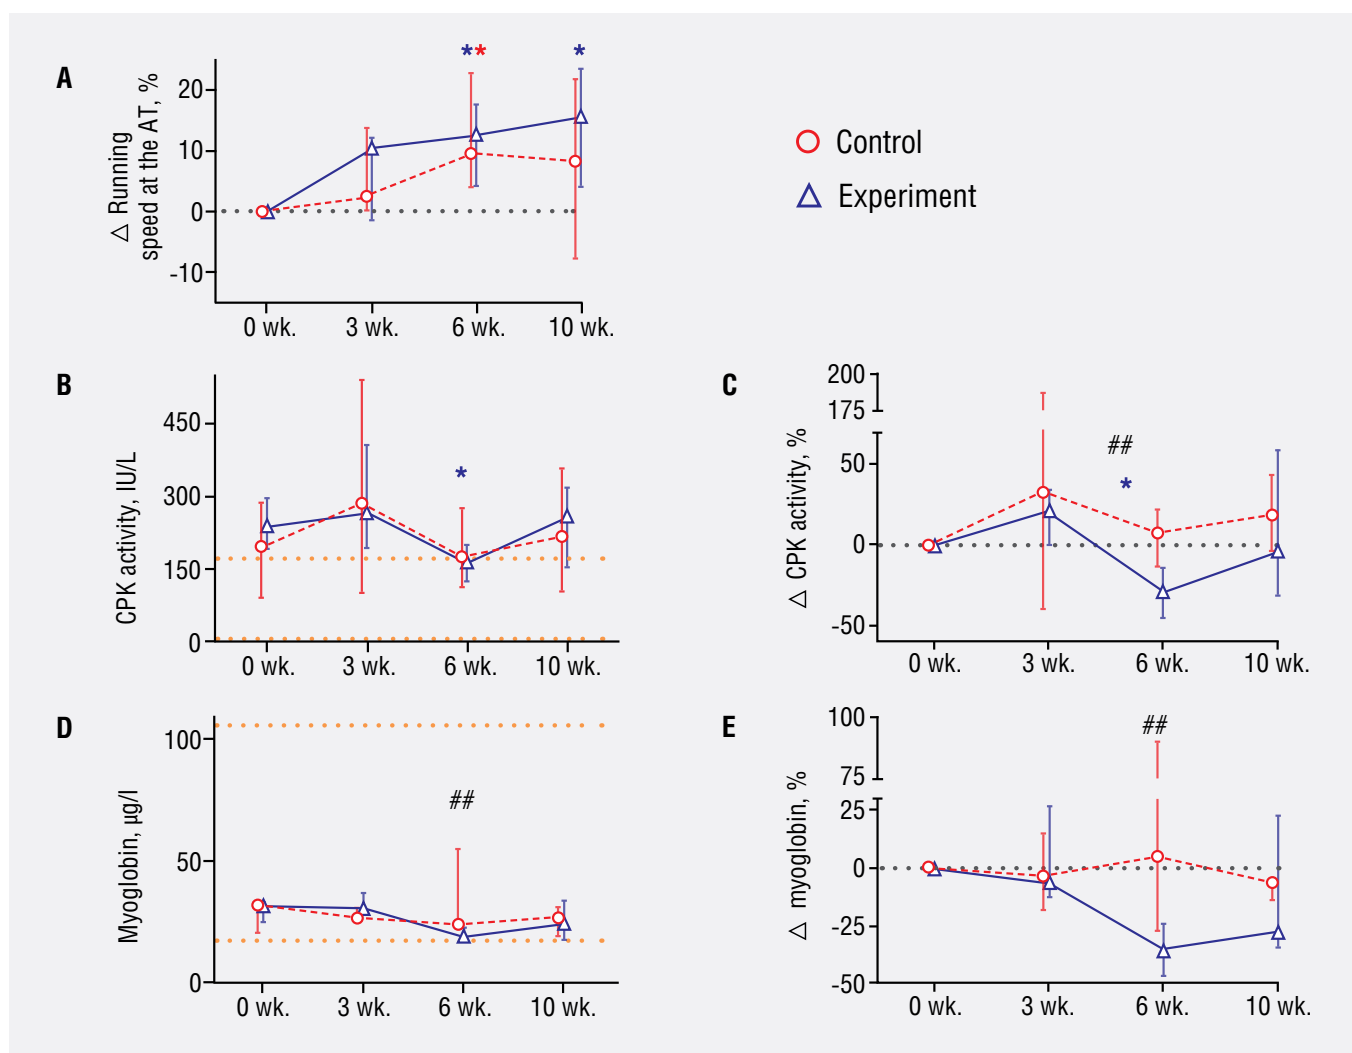 A
△ Running
speed at the AT, %
20
10
0
-10
**
*
0 wk.
3 wk.
6 wk.
10 wk.
Control
Experiment
B
CPK activity, IU/L
450
300
150
0
*
0 wk.
3 wk.
6 wk.
10 wk.
C
△ CPK activity, %
200
175
50
0
-50
##
*
0 wk.
3 wk.
6 wk.
10 wk.
D
Myoglobin, µg/l
100
50
0
##
0 wk.
3 wk.
6 wk.
10 wk.
E
△ myoglobin, %
100
75
25
0
-25
-50
##
0 wk.
3 wk.
6 wk.
10 wk.